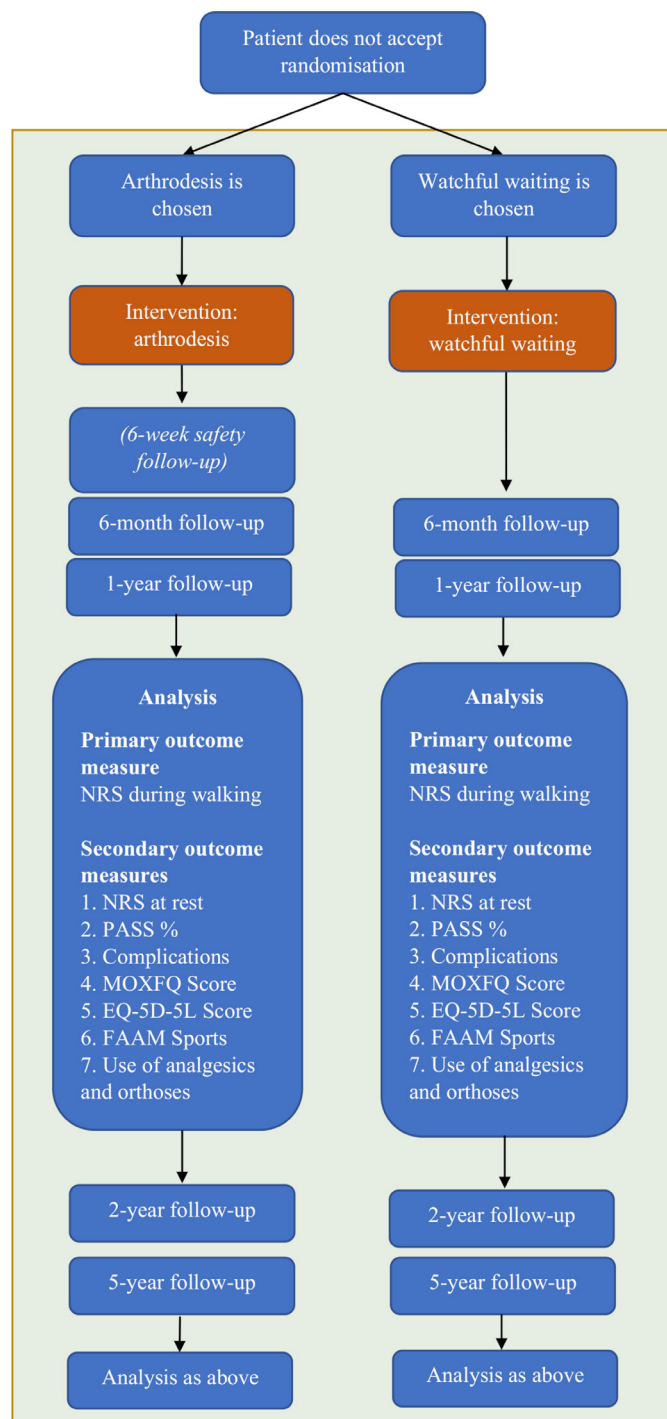 Patient does not accept
randomisation
Arthrodesis is
chosen
Intervention:
arthrodesis
(6-week safety
follow-up)
6-month follow-up
1-year follow-up
Analysis
Primary outcome
measure
NRS during walking
Secondary outcome
measures
1. NRS at rest
2. PASS %
3. Complications
4. MOXFQ Score
5. EQ-5D-5L Score
6. FAAM Sports
7. Use of analgesics
and orthoses
2-year follow-up
5-year follow-up
Analysis as above
Watchful waiting is
chosen
Intervention:
watchful waiting
6-month follow-up
1-year follow-up
Analysis
Primary outcome
measure
NRS during walking
Secondary outcome
measures
1. NRS at rest
2. PASS %
3. Complications
4. MOXFQ Score
5. EQ-5D-5L Score
6. FAAM Sports
7. Use of analgesics
and orthoses
2-year follow-up
5-year follow-up
Analysis as above